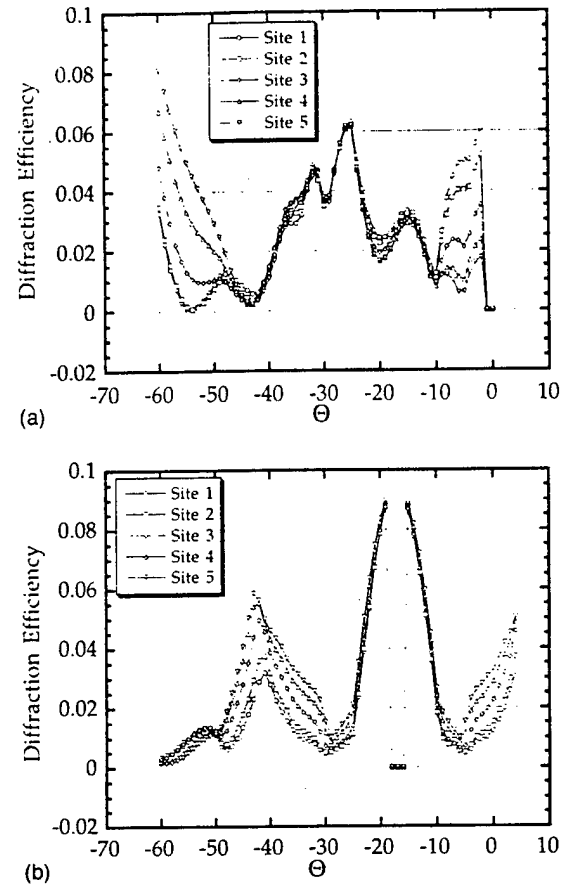 0.1
0.08
0.06
0.04
0.02
0
-0.02
Diffraction Efficiency
Site 1
Site 2
Site 3
Site 4
Site 5
-70 -60 -50 -40 -30 -20 -10 0 10
Θ
(a)
0.1
0.08
0.06
0.04
0.02
0
-0.02
Diffraction Efficiency
Site 1
Site 2
Site 3
Site 4
Site 5
-70 -60 -50 -40 -30 -20 -10 0 10
Θ
(b)